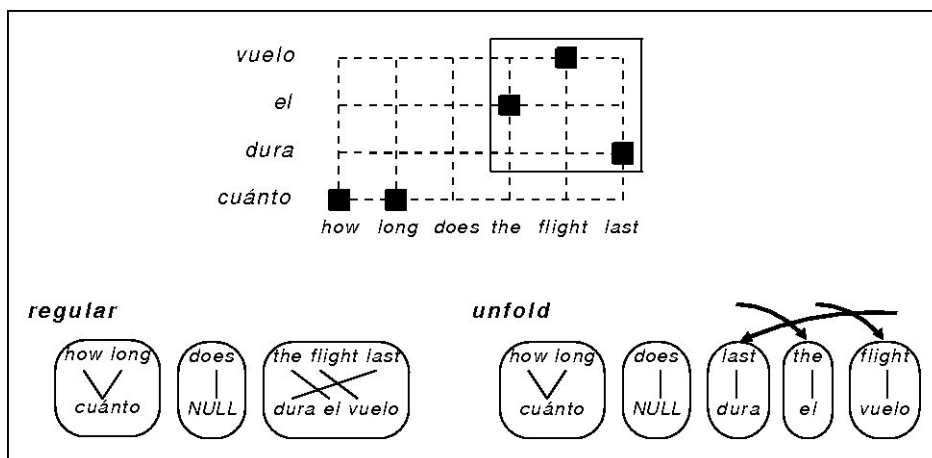 vuelo
el
dura
cuánto
how long does the flight last
regular
unfold
how long does the flight last
cuánto NULL dura el vuelo
how long does last the flight
cuánto NULL dura el vuelo